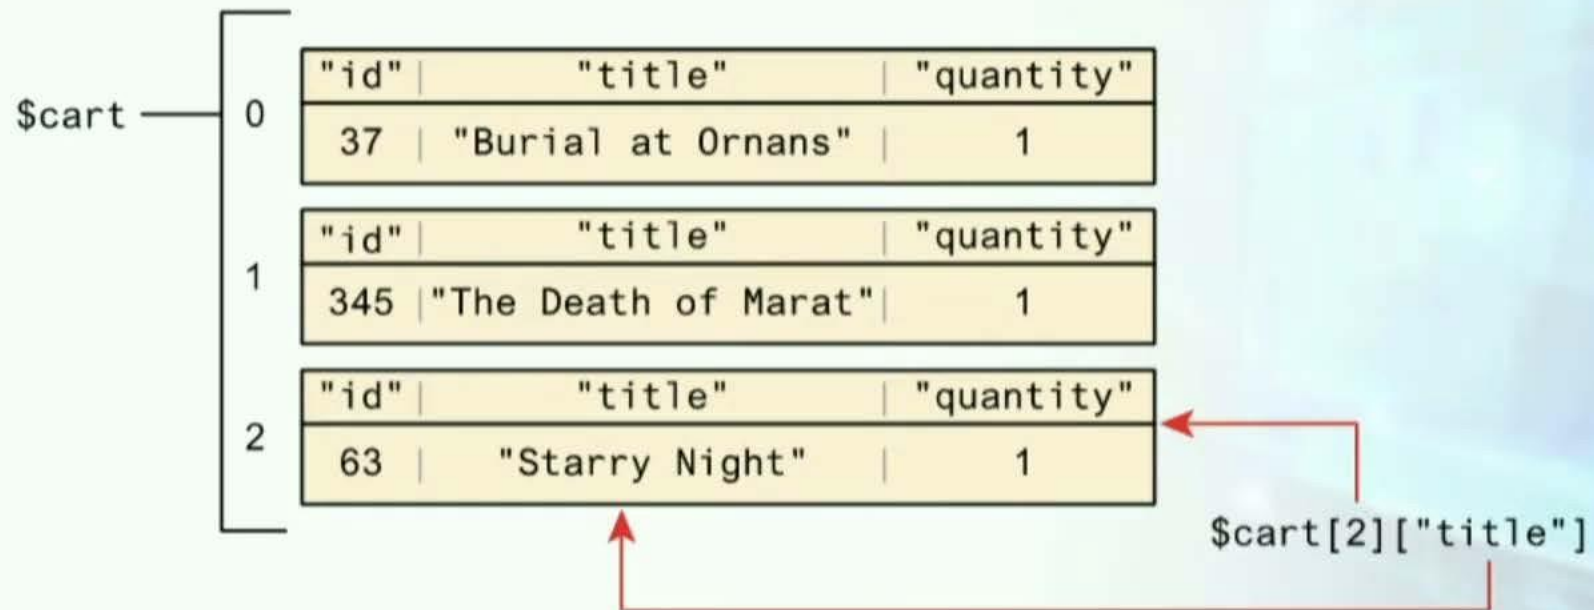 "id" | "title" | "quantity"
$cart 0
37 | "Burial at Ornans" | 1
"id" | "title" | "quantity"
1
345 | "The Death of Marat" | 1
"id" | "title" | "quantity"
2
63 | "Starry Night" | 1
$cart[2]["title"]